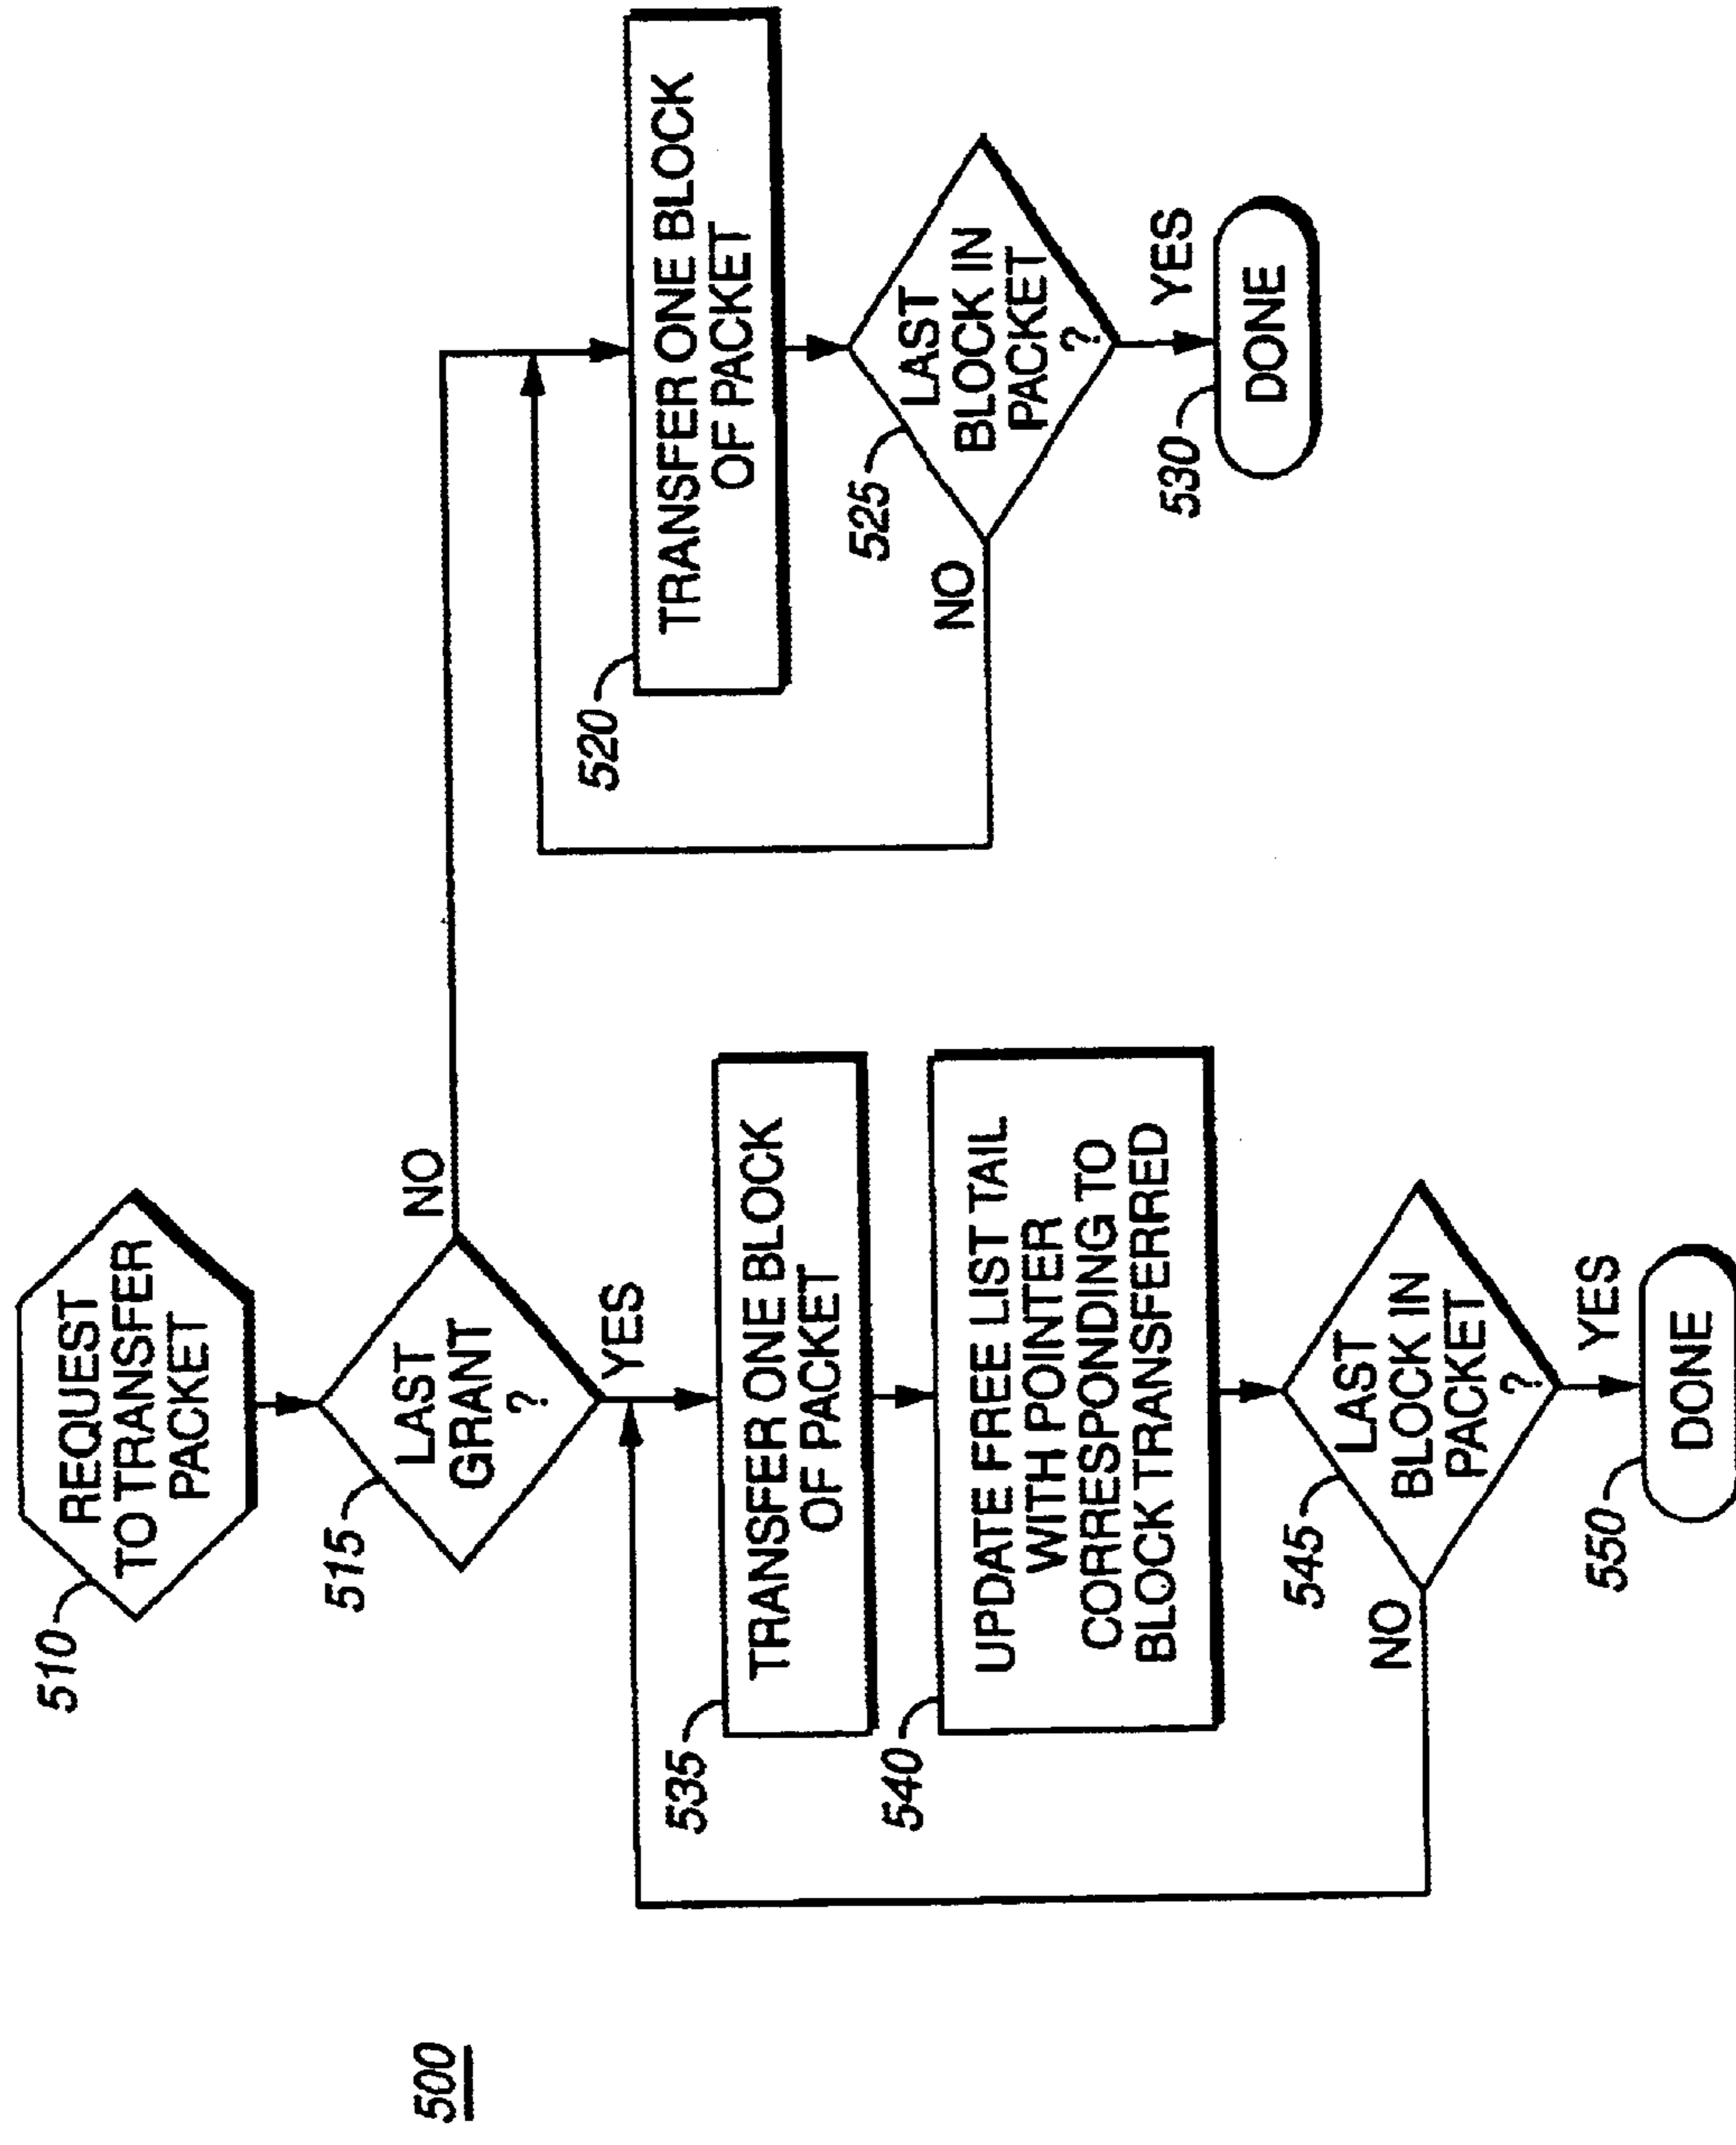 500
510
REQUEST
TO TRANSFER
PACKET
515
LAST
GRANT
?
NO
YES
535
TRANSFER ONE BLOCK
OF PACKET
540
UPDATE FREE LIST TAIL
WITH POINTER
CORRESPONDING TO
BLOCK TRANSFERRED
545
LAST
BLOCK IN
PACKET
?
NO
YES
550
DONE
520
TRANSFER ONE BLOCK
OF PACKET
525
LAST
BLOCK IN
PACKET
?
NO
YES
530
DONE